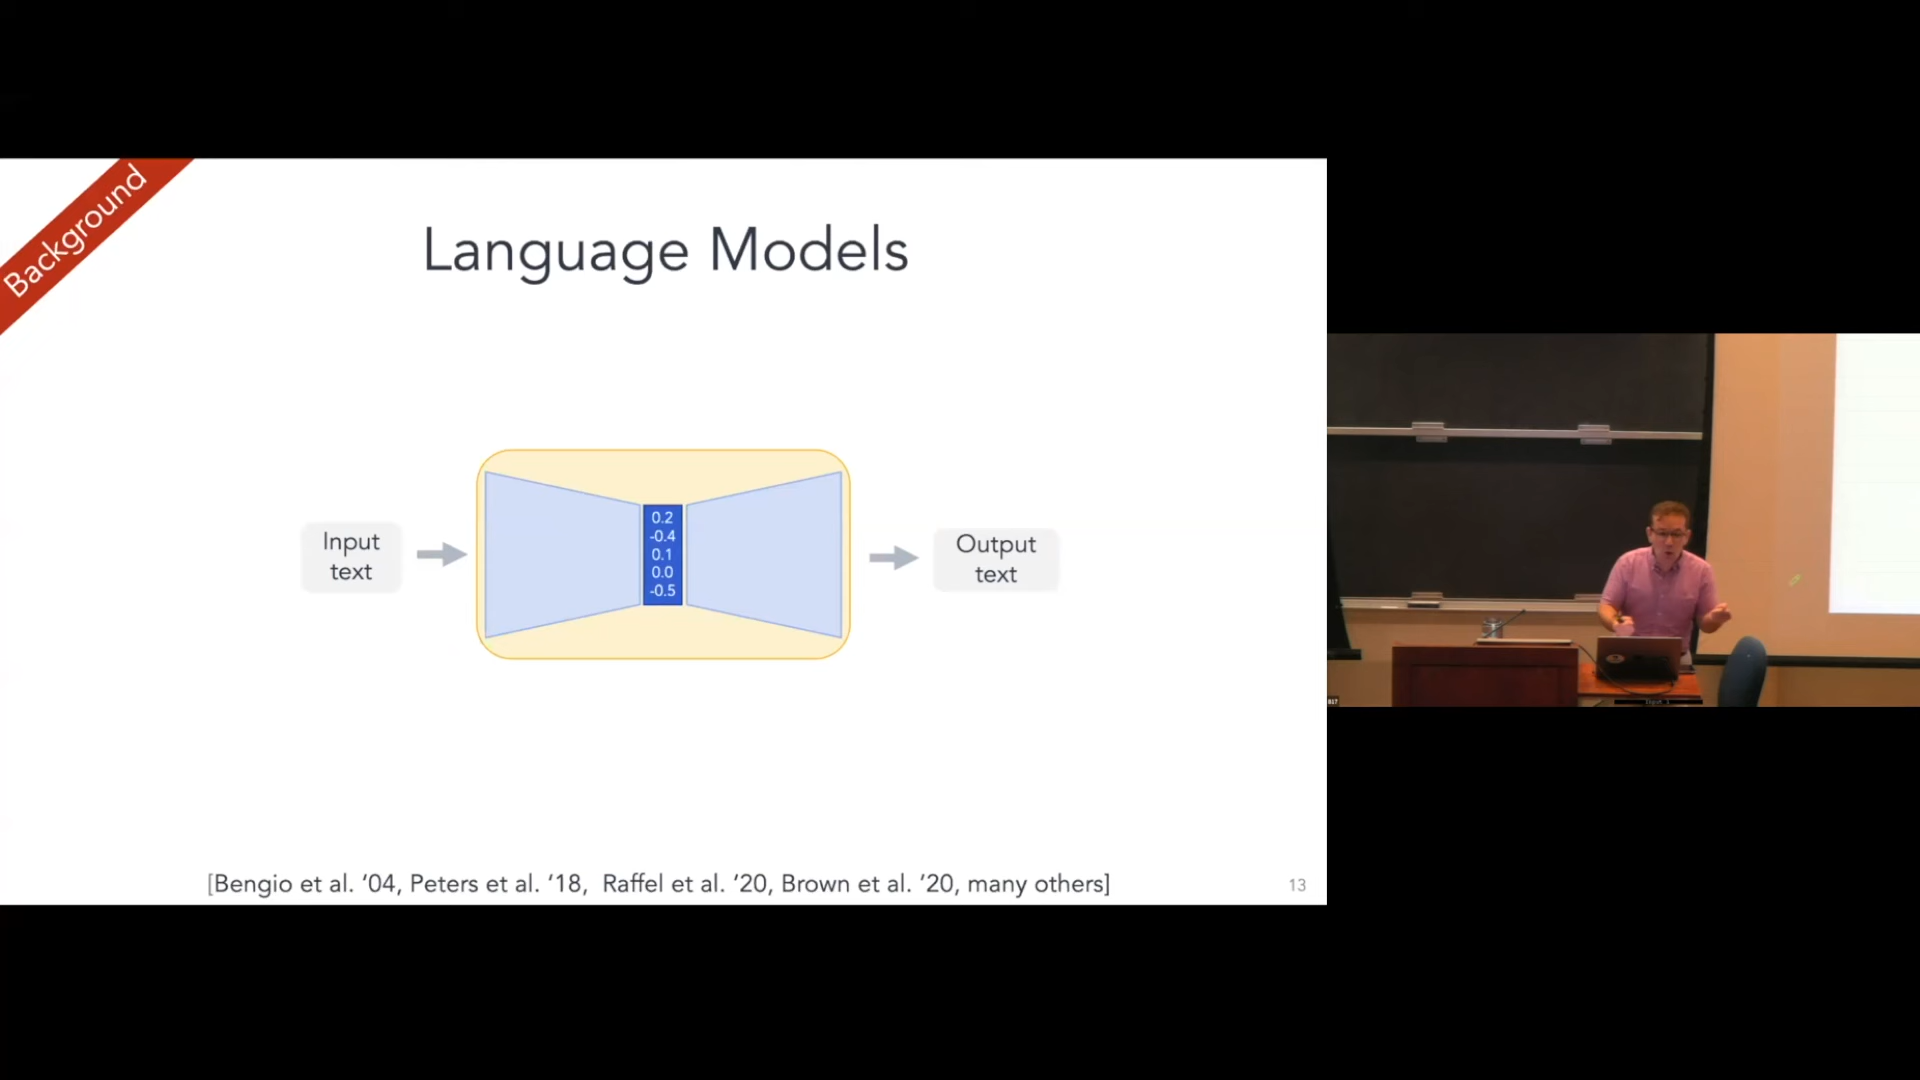 Background
Language Models
Input
text
0.2
-0.4
0.1
0.0
-0.5
Output
text
[Bengio et al. ‘04, Peters et al. ‘18, Raffel et al. ‘20, Brown et al. ‘20, many others]
13